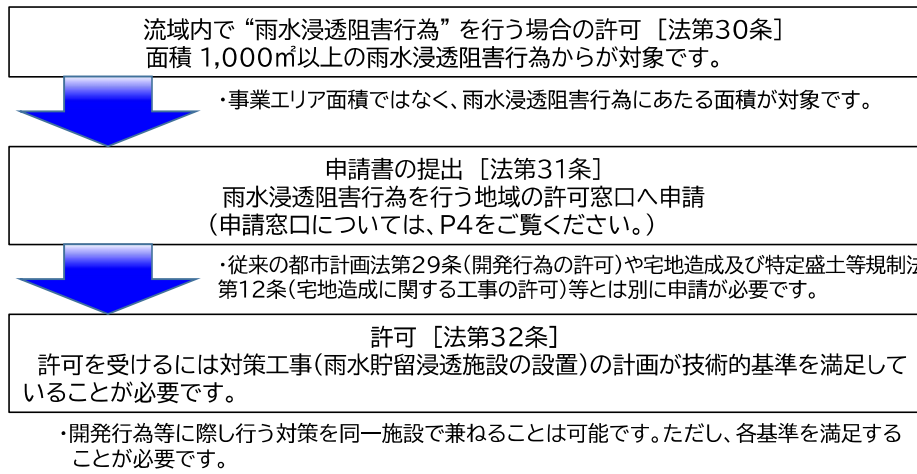 流域内で “雨水浸透阻害行為” を行う場合の許可 [法第30条]
面積 1,000㎡以上の雨水浸透阻害行為からが対象です。
・事業エリア面積ではなく、雨水浸透阻害行為にあたる面積が対象です。
申請書の提出 [法第31条]
雨水浸透阻害行為を行う地域の許可窓口へ申請
(申請窓口については、P4をご覧ください。)
・従来の都市計画法第29条(開発行為の許可)や宅地造成及び特定盛土等規制法
第12条(宅地造成に関する工事の許可)等とは別に申請が必要です。
許可 [法第32条]
許可を受けるには対策工事(雨水貯留浸透施設の設置)の計画が技術的基準を満足して
いることが必要です。
・開発行為等に際し行う対策を同一施設で兼ねることは可能です。ただし、各基準を満足する
ことが必要です。